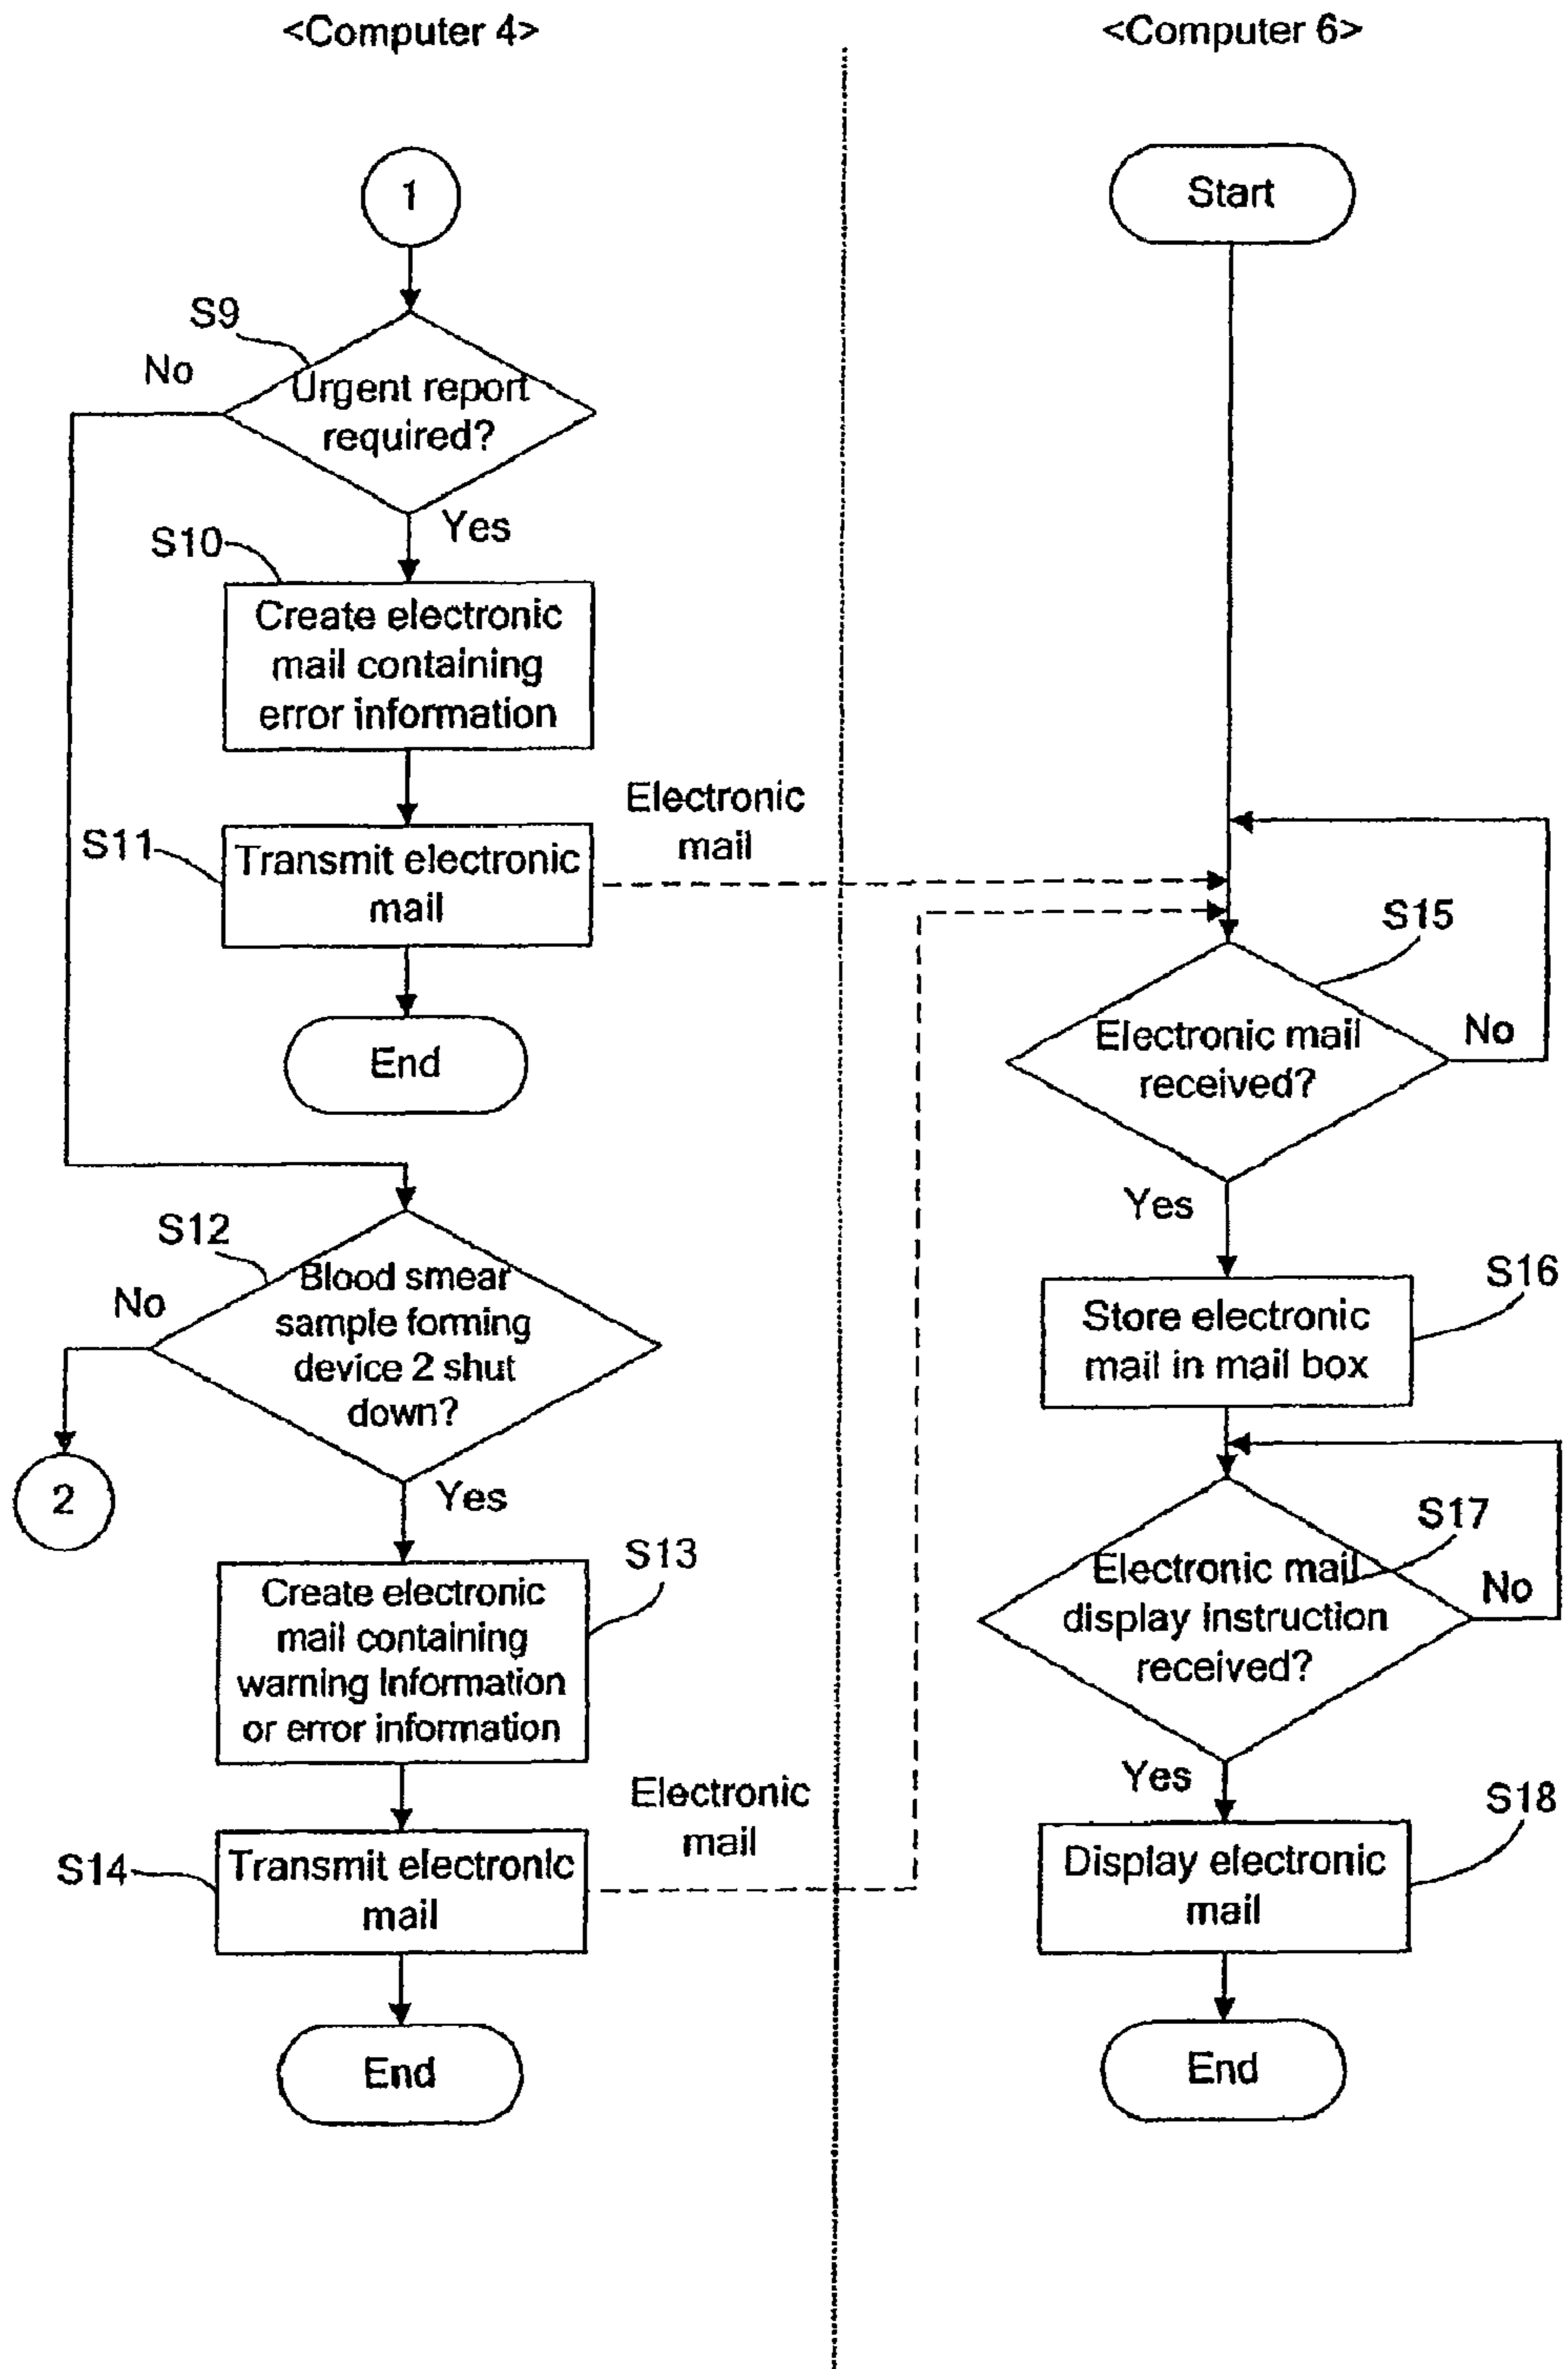 <Computer 4>
<Computer 6>
1
S9
No
Urgent report
required?
Yes
S10
Create electronic
mail containing
error information
S11
Transmit electronic
mail
Electronic
mail
End
S12
No
Blood smear
sample forming
device 2 shut
down?
2
Yes
S13
Create electronic
mail containing
warning Information
or error information
S14
Transmit electronic
mail
Electronic
mail
End
Start
S15
Electronic mail
received?
No
Yes
S16
Store electronic
mail in mail box
S17
Electronic mail
display instruction
received?
No
Yes
S18
Display electronic
mail
End